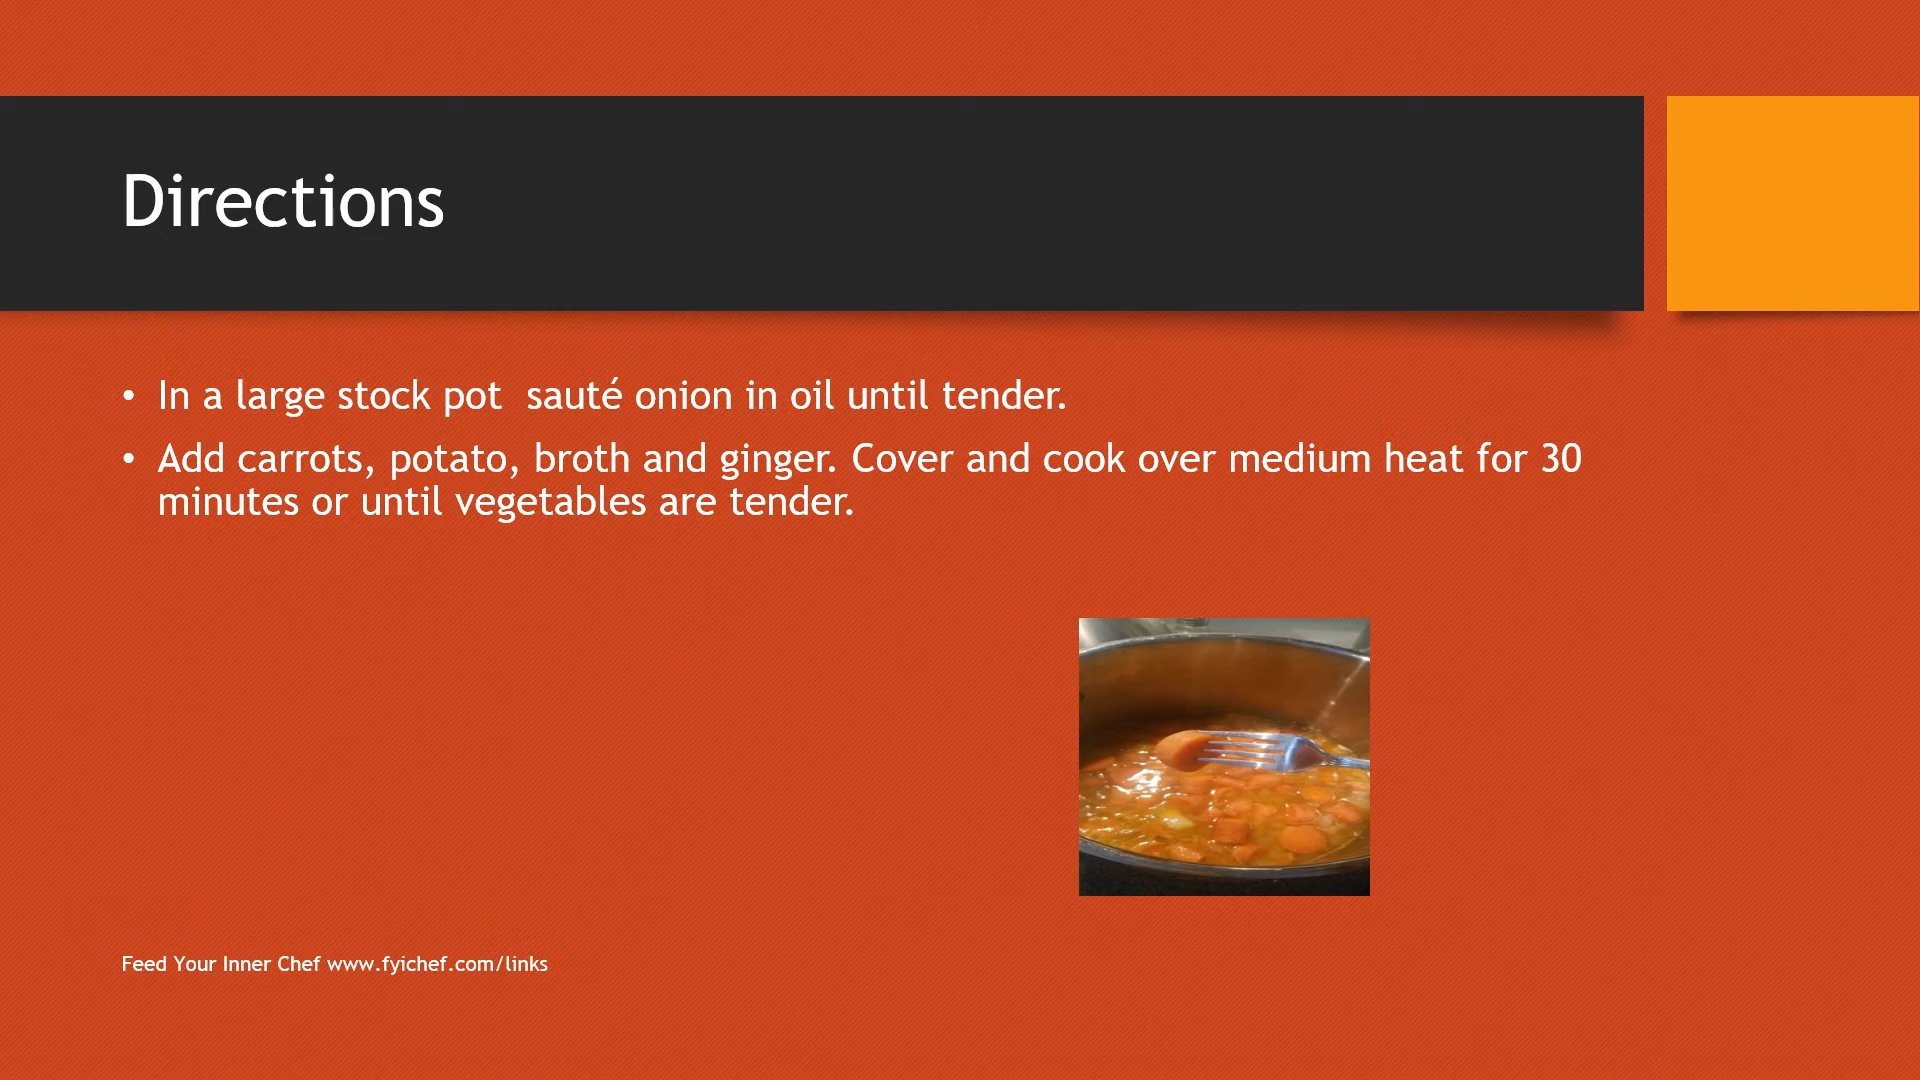 Directions
• In a large stock pot  sauté onion in oil until tender.
• Add carrots, potato, broth and ginger. Cover and cook over medium heat for 30
minutes or until vegetables are tender.
Feed Your Inner Chef www.fyichef.com/links